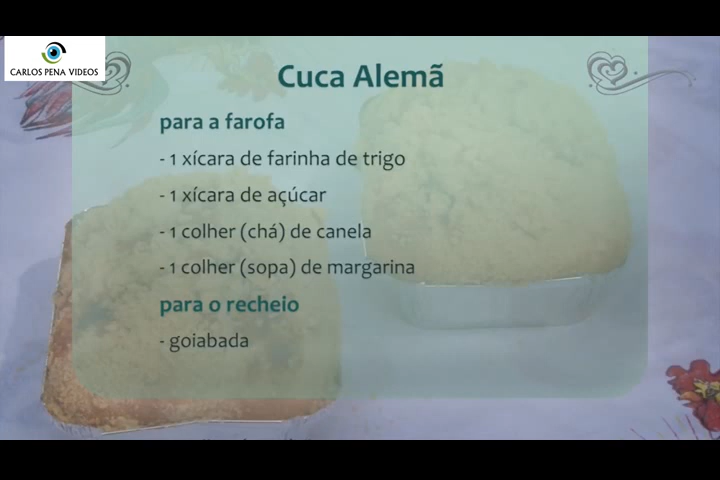 CARLOS PENA VIDEOS
Cuca Alemã
para a farofa
- 1 xícara de farinha de trigo
- 1 xícara de açúcar
- 1 colher (chá) de canela
- 1 colher (sopa) de margarina
para o recheio
- goiabada